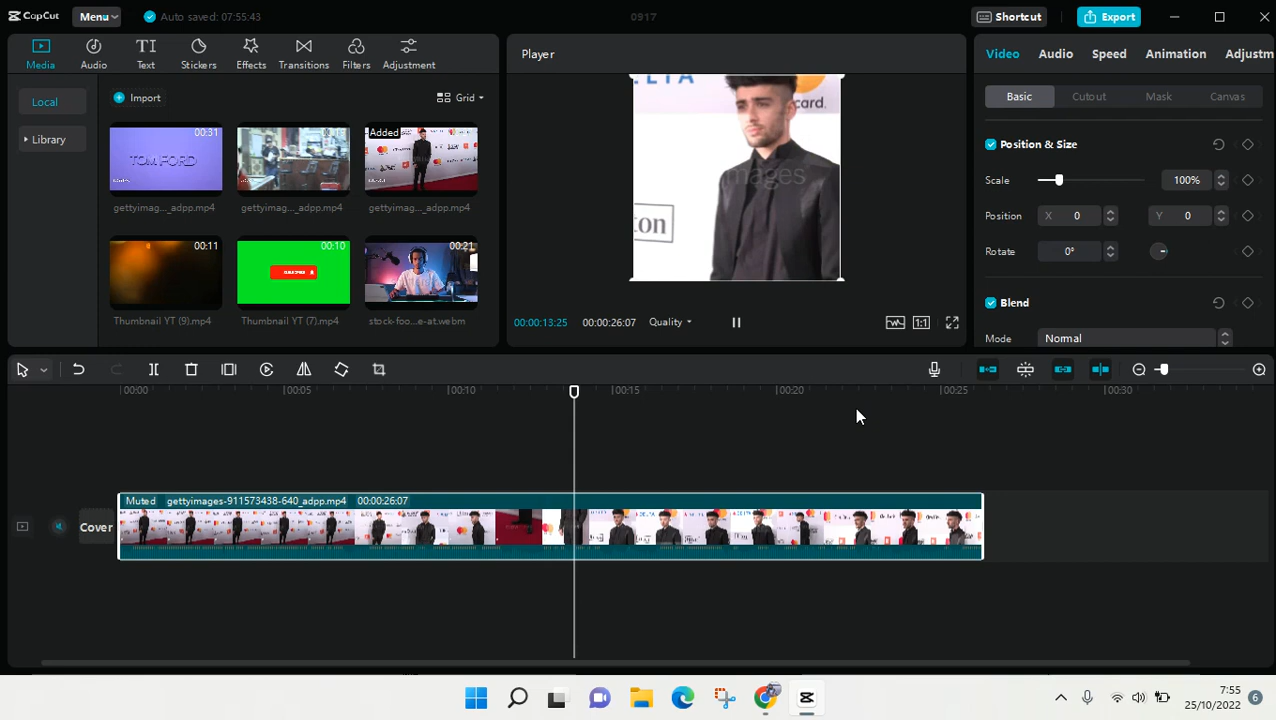 CapCut
Menu
Auto saved: 07:55:43
0917
Shortcut
Export
Media
Audio
Text
Stickers
Effects
Transitions
Filters
Adjustment
Player
Video
Audio
Speed
Animation
Adjustm
Local
Import
Grid
Basic
Cutout
Mask
Canvas
Library
00:31
TOM FORD
Added
gettyimag..._adpp.mp4
gettyimag..._adpp.mp4
gettyimag..._adpp.mp4
DELTA
card.
mages
ton
Position & Size
Scale
100%
Position
X 0
Y 0
Rotate
0°
00:11
00:10
00:21
Thumbnail YT (9).mp4
Thumbnail YT (7).mp4
stock-foo...e-at.webm
Blend
Mode
Normal
00:00:13:25
00:00:26:07
Quality
1:1
00:00
00:05
00:10
00:15
00:20
00:25
00:30
Muted gettyimages-911573438-640_adpp.mp4 00:00:26:07
Cover
7:55
25/10/2022
6